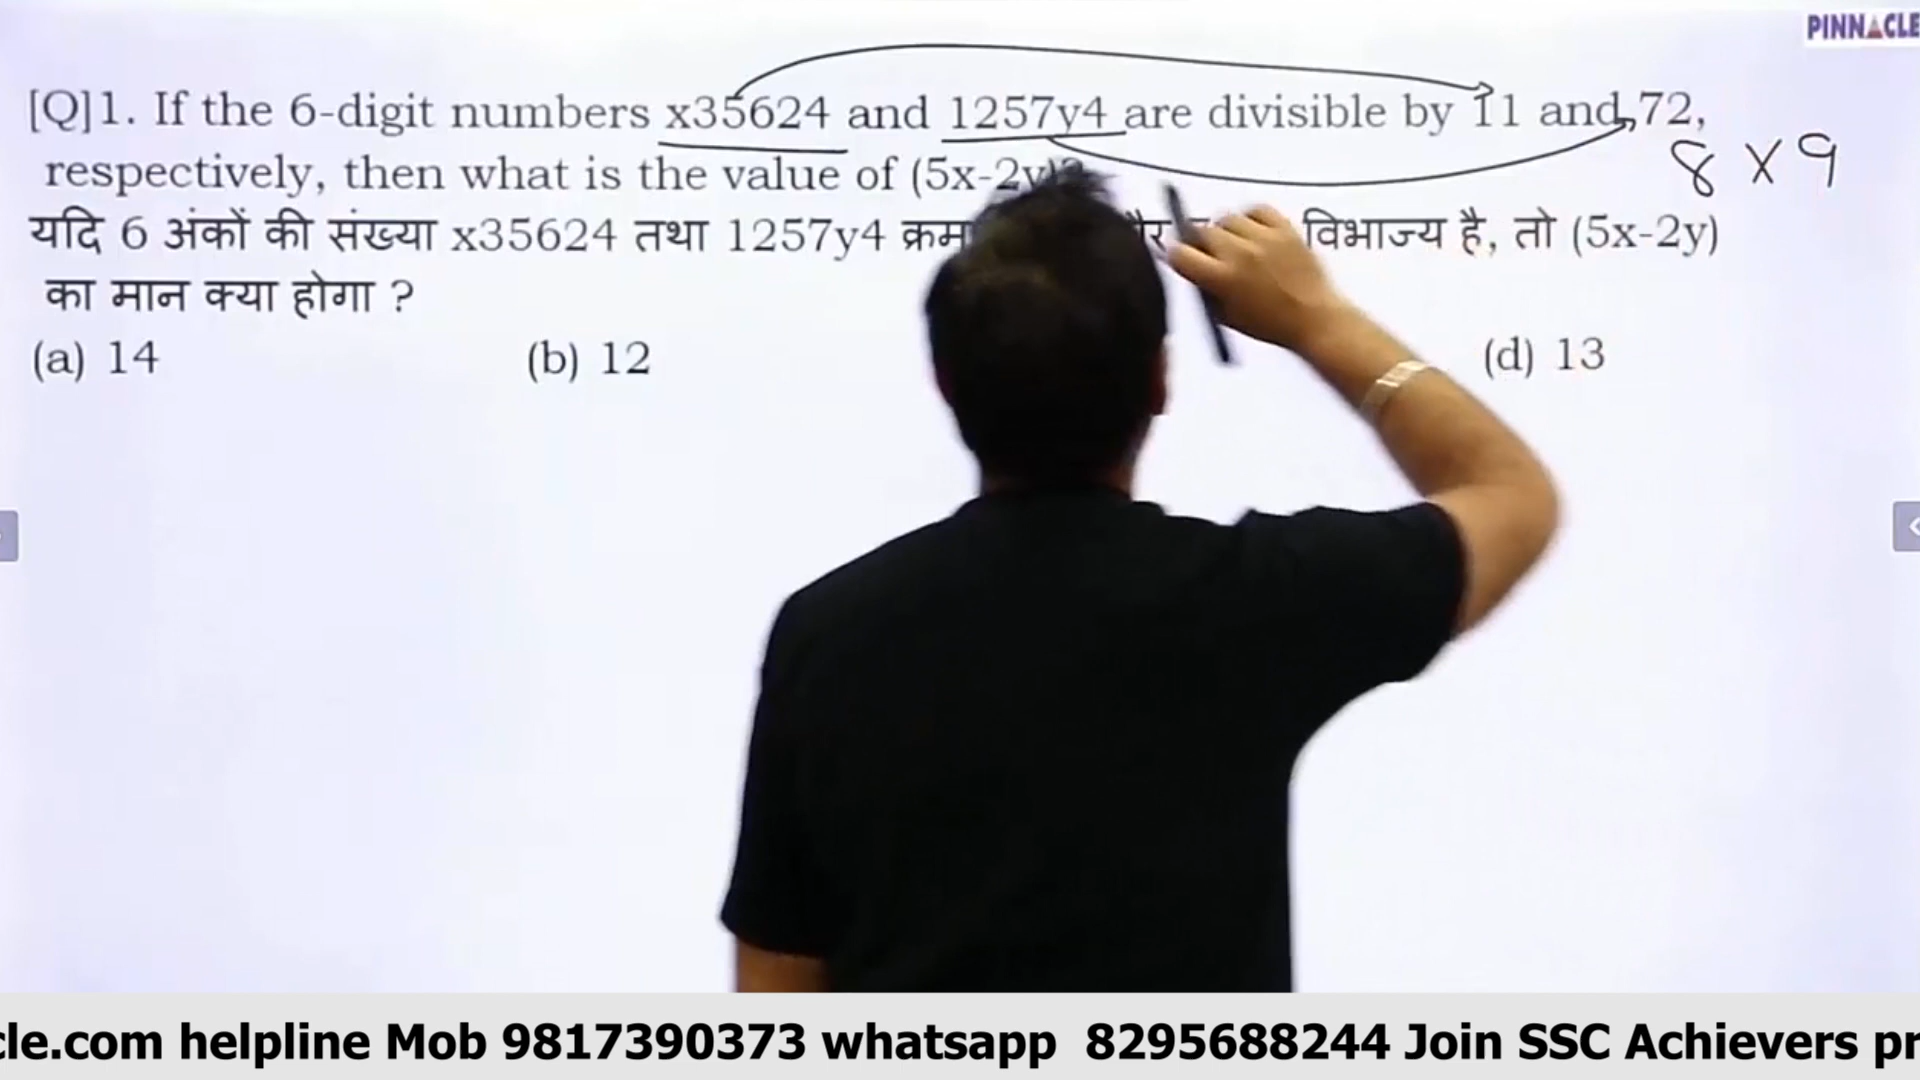 PINNACLE
[Q]1. If the 6-digit numbers x35624 and 1257y4 are divisible by 11 and 72,
8 X 9
respectively, then what is the value of (5x-2y)?
यदि 6 अंकों की संख्या x35624 तथा 1257y4 विभाज्य है, तो (5x-2y)
का मान क्या होगा ?
(a) 14 (b) 12 (d) 13
cle.com helpline Mob 9817390373 whatsapp 8295688244 Join SSC Achievers pr